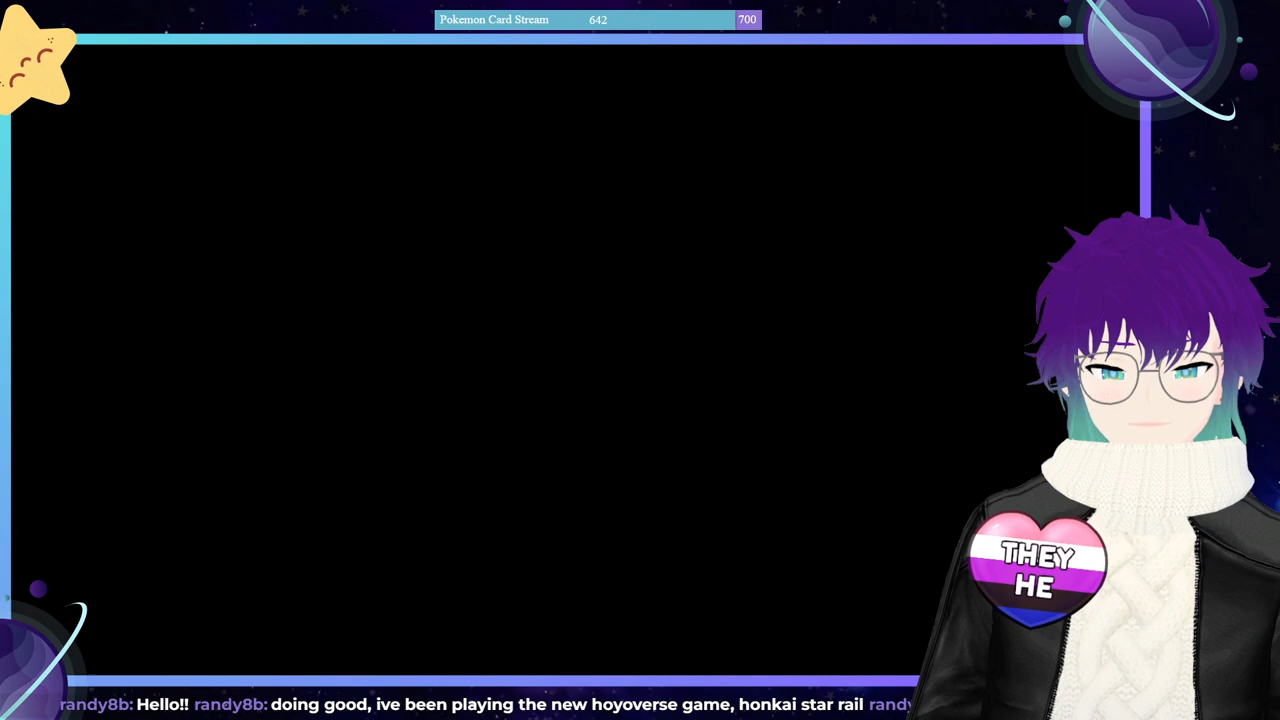 Pokemon Card Stream 642 700
THEY
HE
randy8b: Hello!! randy8b: doing good, ive been playing the new hoyoverse game, honkai star rail randy